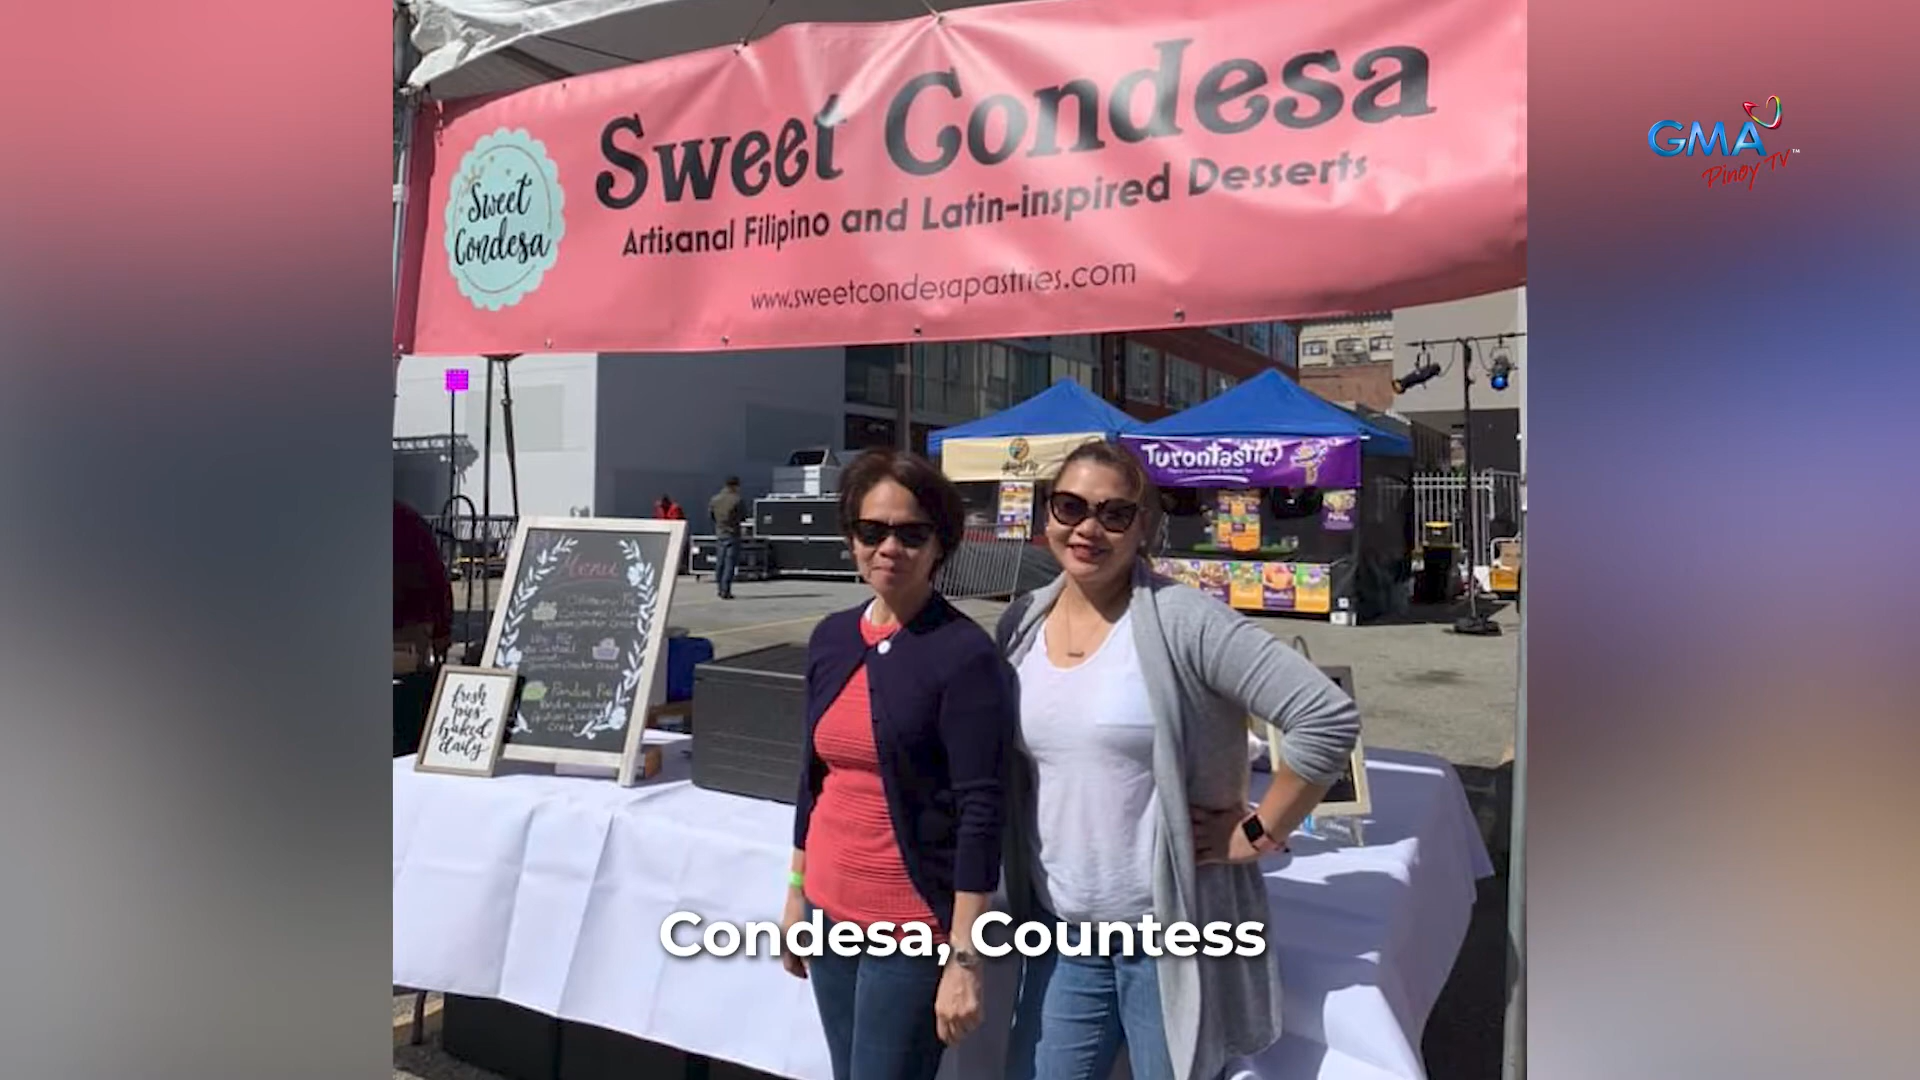 Sweet Condesa
Artisanal Filipino and Latin-inspired Desserts
www.sweetcondesapastries.com
Sweet
Condesa
GMA
Pinoy TV
Turontastic!
Menu
fresh
pies
baked
daily
Condesa, Countess